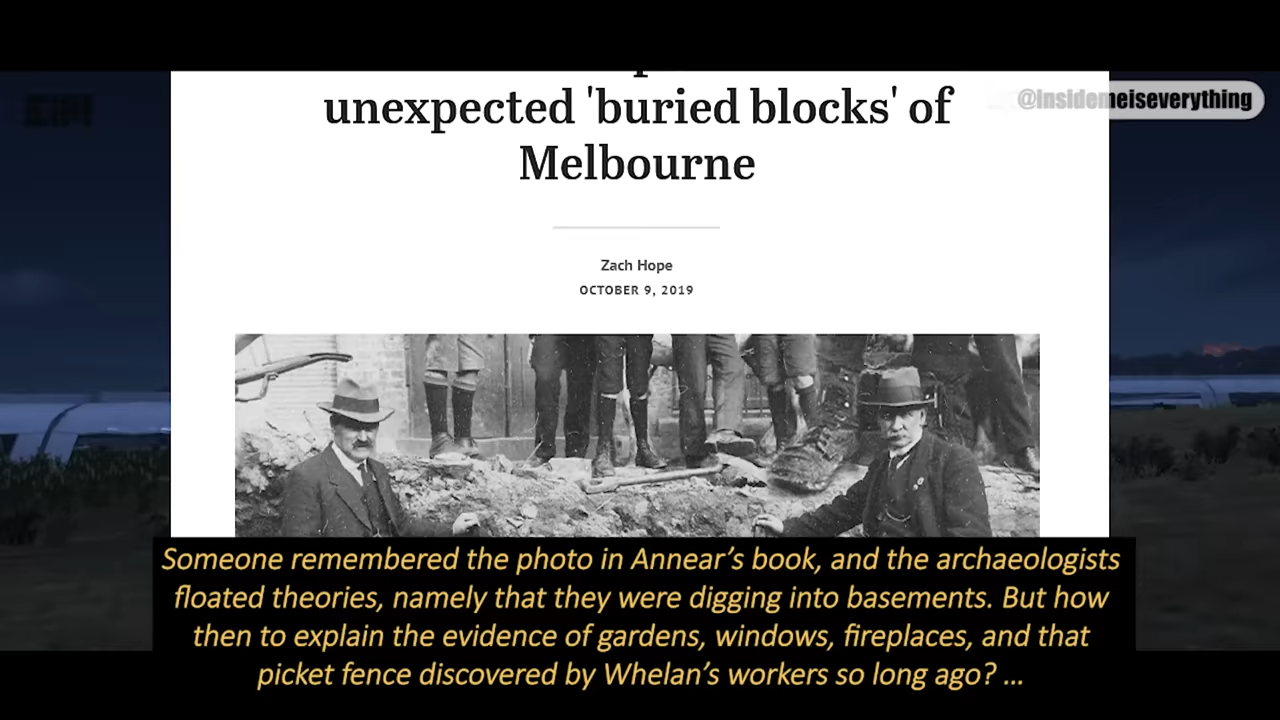 unexpected 'buried blocks' of
@Insidemeiseverything
Melbourne
Zach Hope
OCTOBER 9, 2019
Someone remembered the photo in Annear’s book, and the archaeologists
floated theories, namely that they were digging into basements. But how
then to explain the evidence of gardens, windows, fireplaces, and that
picket fence discovered by Whelan’s workers so long ago? ...